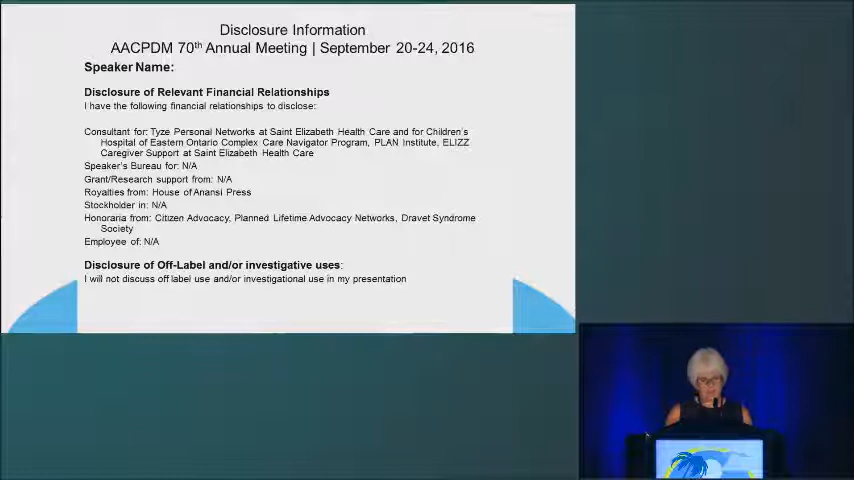 Disclosure Information
AACPDM 70th Annual Meeting | September 20-24, 2016
Speaker Name:
Disclosure of Relevant Financial Relationships
I have the following financial relationships to disclose:
Consultant for: Tyze Personal Networks at Saint Elizabeth Health Care and for Children's
Hospital of Eastern Ontario Complex Care Navigator Program, PLAN Institute, ELIZZ
Caregiver Support at Saint Elizabeth Health Care
Speaker's Bureau for: N/A
Grant/Research support from: N/A
Royalties from: House of Anansi Press
Stockholder in: N/A
Honoraria from: Citizen Advocacy, Planned Lifetime Advocacy Networks, Dravet Syndrome
Society
Employee of: N/A
Disclosure of Off-Label and/or investigative uses:
I will not discuss off label use and/or investigational use in my presentation